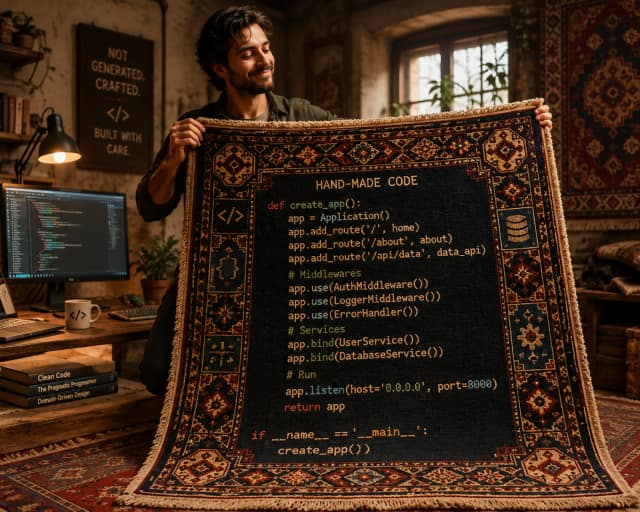 NOT
GENERATED.
CRAFTED.
</>
BUILT WITH
CARE.
HAND-MADE CODE
def create_app():
app = Application()
app.add_route('/', home)
app.add_route('/about', about)
app.add_route('/api/data', data_api)
# Middlewares
app.use(AuthMiddleware())
app.use(LoggerMiddleware())
app.use(ErrorHandler())
# Services
app.bind(UserService())
app.bind(DatabaseService())
# Run
app.listen(host='0.0.0.0', port=8000)
return app
if __name__ == '__main__':
create_app())
</>
</>
Clean Code
The Pragmatic Programmer
Domain-Driven Design